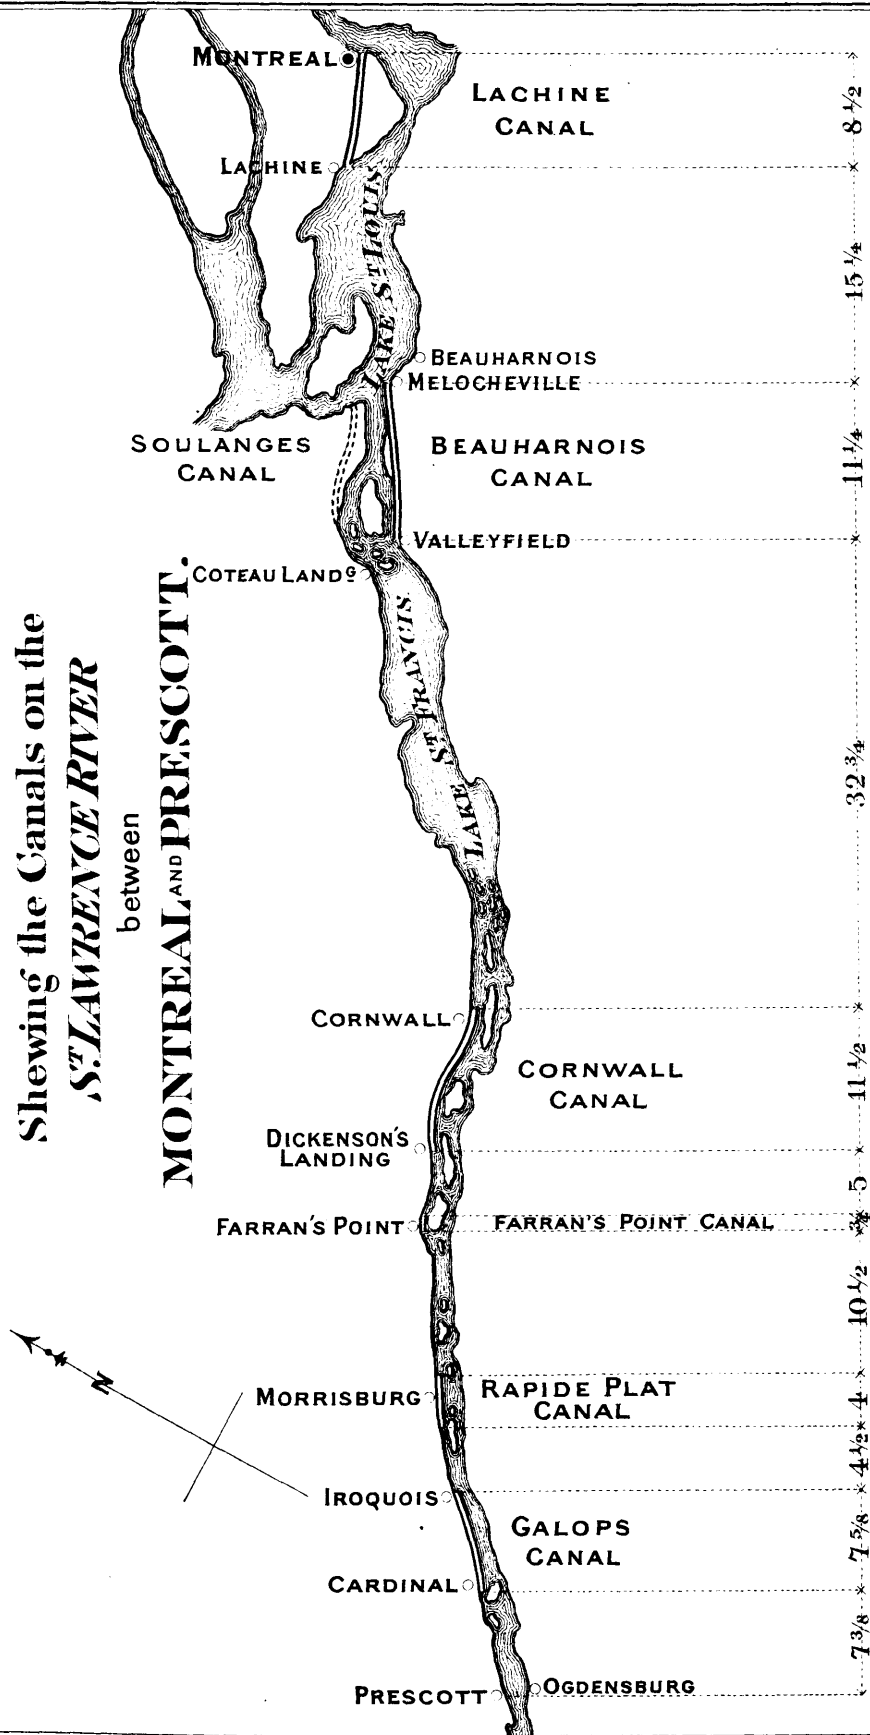 Shewing the Canals on the
ST. LAWRENCE RIVER
between
MONTREAL AND PRESCOTT.
MONTREAL
LACHINE
CANAL
8 1/2
LACHINE
LAKE ST LOUIS
15 1/4
BEAUHARNOIS
MELOCHEVILLE
SOULANGES
CANAL
BEAUHARNOIS
CANAL
11 1/4
VALLEYFIELD
COTEAU LANDG
LAKE ST FRANCIS
32 3/4
CORNWALL
CORNWALL
CANAL
11 1/2
DICKENSON'S
LANDING
5
FARRAN'S POINT
FARRAN'S POINT CANAL
3/4
10 1/2
N
MORRISBURG
RAPIDE PLAT
CANAL
4
4 1/2
IROQUOIS
GALOPS
CANAL
7 5/8
CARDINAL
7 3/8
PRESCOTT
OGDENSBURG